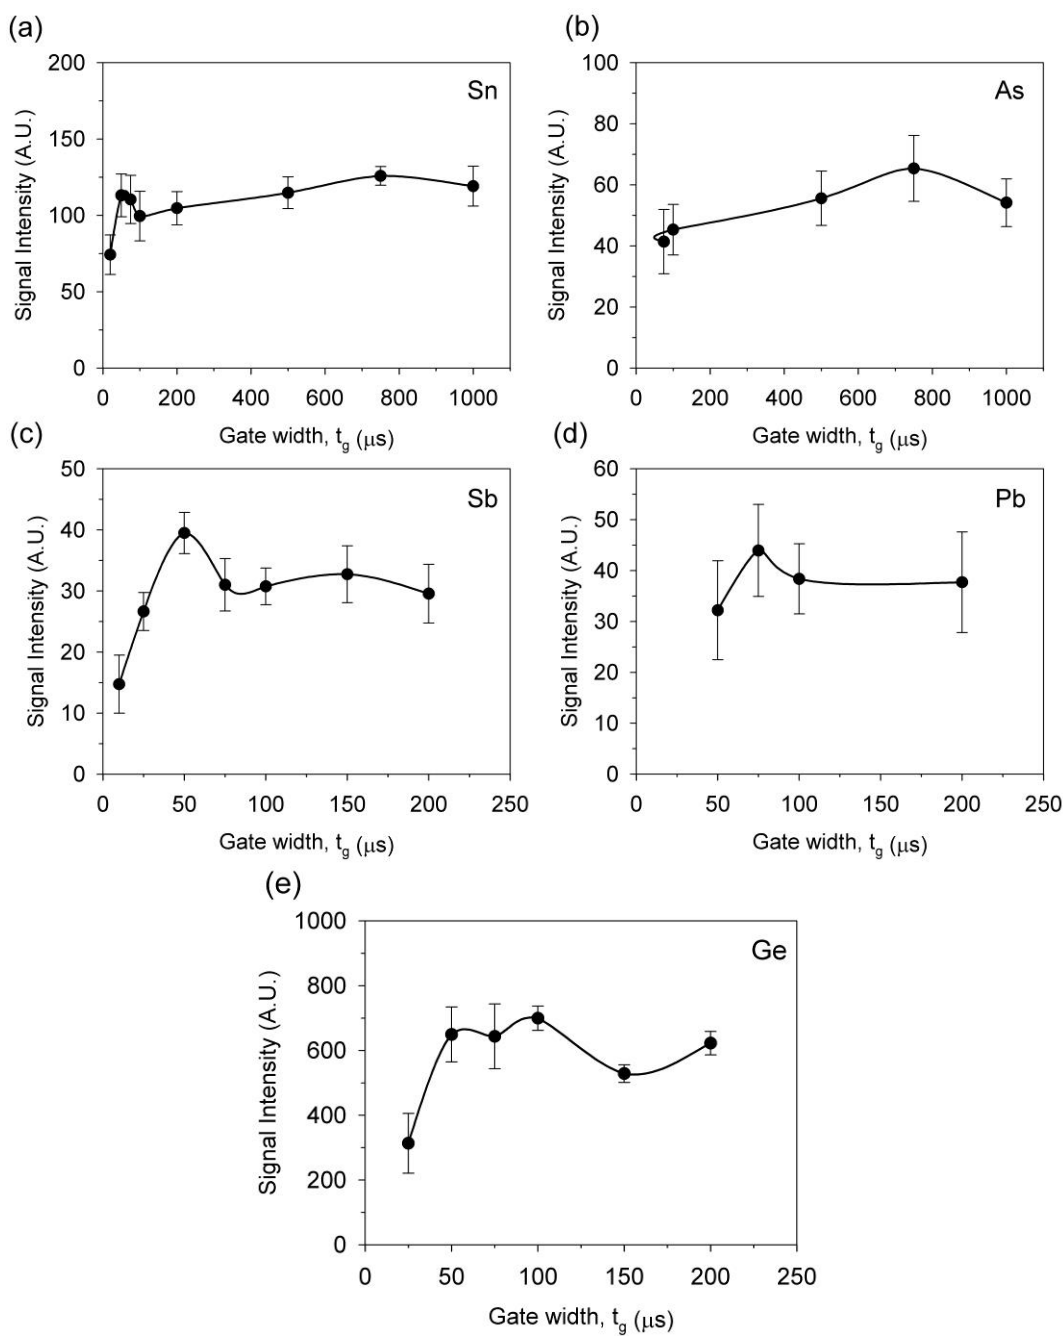 (a)
Sn
Signal Intensity (A.U.)
200
150
100
50
0
0 200 400 600 800 1000
Gate width, tg (μs)
(b)
As
Signal Intensity (A.U.)
100
80
60
40
20
0
0 200 400 600 800 1000
Gate width, tg (μs)
(c)
Sb
Signal Intensity (A.U.)
50
40
30
20
10
0
0 50 100 150 200 250
Gate width, tg (μs)
(d)
Pb
Signal Intensity (A.U.)
60
50
40
30
20
10
0
0 50 100 150 200 250
Gate width, tg (μs)
(e)
Ge
Signal Intensity (A.U.)
1000
800
600
400
200
0
0 50 100 150 200 250
Gate width, tg (μs)